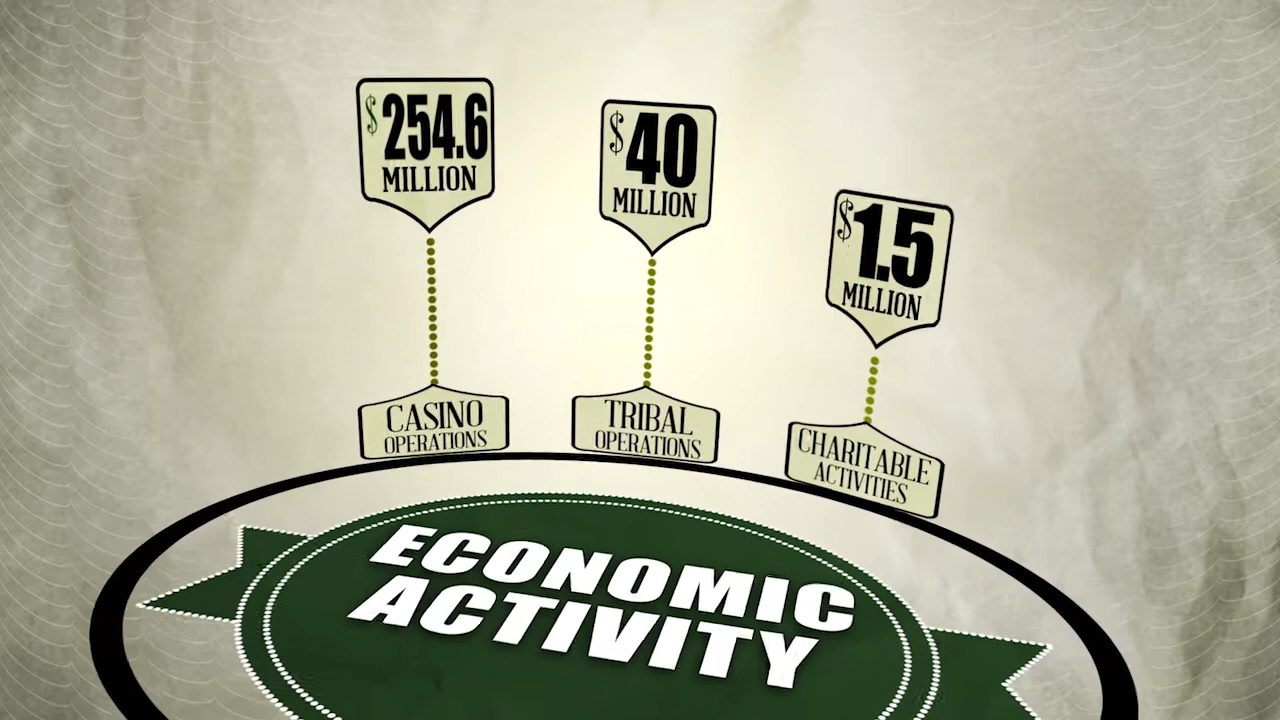 $254.6
MILLION
$40
MILLION
$1.5
MILLION
CASINO
OPERATIONS
TRIBAL
OPERATIONS
CHARITABLE
ACTIVITIES
ECONOMIC
ACTIVITY